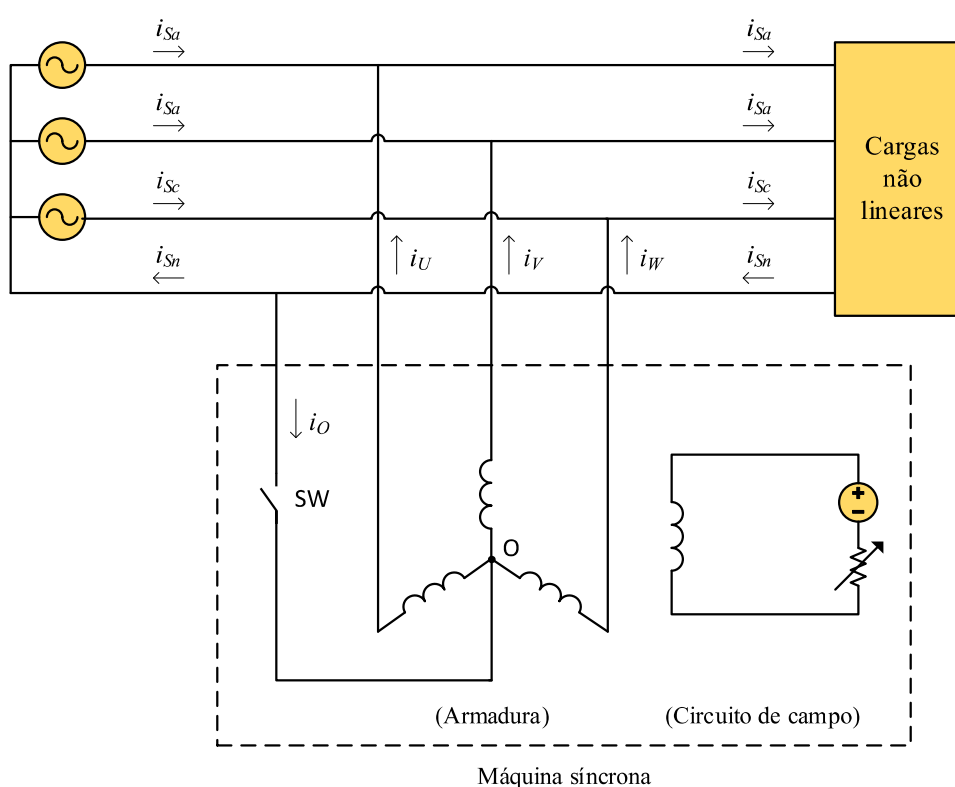 iSa
iSa
iSa
iSa
iSc
iSc
iSn
iU
iV
iW
iSn
Cargas
não
lineares
iO
SW
O
(Armadura)
(Circuito de campo)
Máquina síncrona